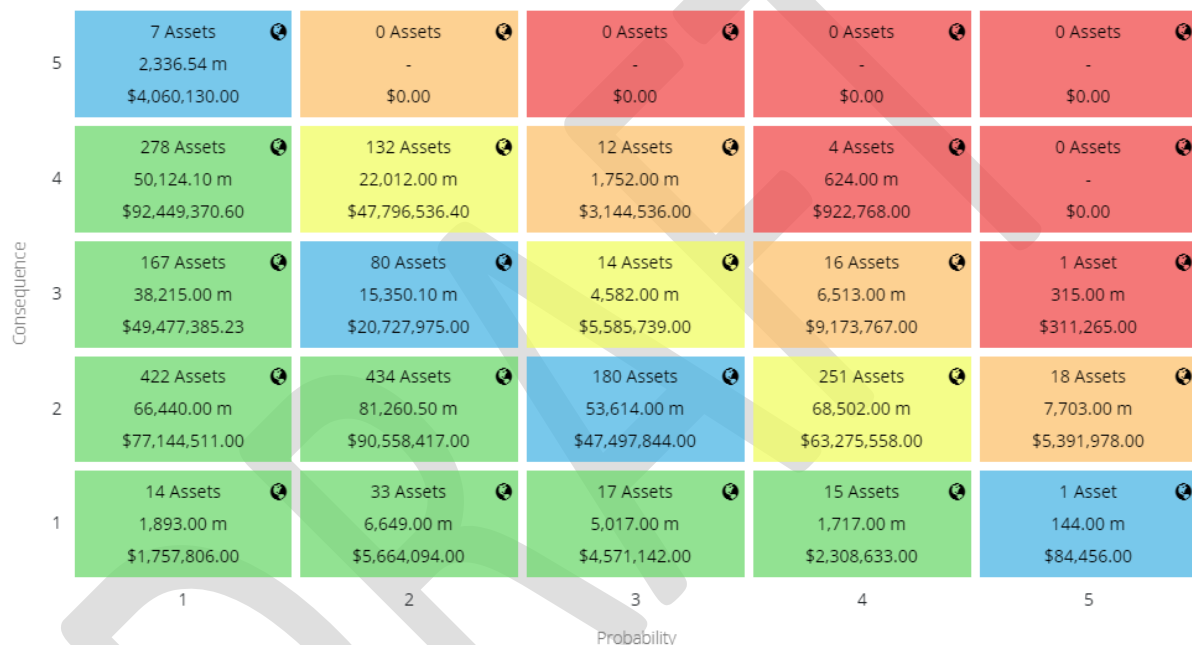 7 Assets
2,336.54 m
$4,060,130.00
0 Assets
-
$0.00
0 Assets
-
$0.00
0 Assets
-
$0.00
0 Assets
-
$0.00
5
278 Assets
50,124.10 m
$92,449,370.60
132 Assets
22,012.00 m
$47,796,536.40
12 Assets
1,752.00 m
$3,144,536.00
4 Assets
624.00 m
$922,768.00
0 Assets
-
$0.00
4
167 Assets
38,215.00 m
$49,477,385.23
80 Assets
15,350.10 m
$20,727,975.00
14 Assets
4,582.00 m
$5,585,739.00
16 Assets
6,513.00 m
$9,173,767.00
1 Asset
315.00 m
$311,265.00
3
Consequence
422 Assets
66,440.00 m
$77,144,511.00
434 Assets
81,260.50 m
$90,558,417.00
180 Assets
53,614.00 m
$47,497,844.00
251 Assets
68,502.00 m
$63,275,558.00
18 Assets
7,703.00 m
$5,391,978.00
2
14 Assets
1,893.00 m
$1,757,806.00
33 Assets
6,649.00 m
$5,664,094.00
17 Assets
5,017.00 m
$4,571,142.00
15 Assets
1,717.00 m
$2,308,633.00
1 Asset
144.00 m
$84,456.00
1
1
2
3
4
5
Probability
DRAFT